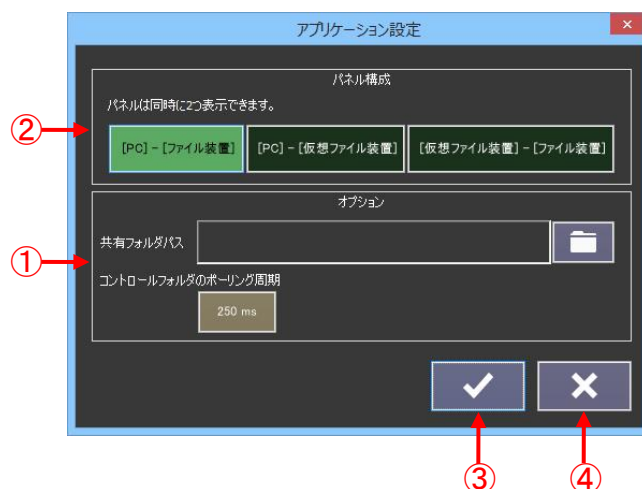 アプリケーション設定
パネル構成
パネルは同時に2つ表示できます。
②
[PC] - [ファイル装置]
[PC] - [仮想ファイル装置]
[仮想ファイル装置] - [ファイル装置]
オプション
共有フォルダパス
①
コントロールフォルダのポーリング周期
250 ms
③
④